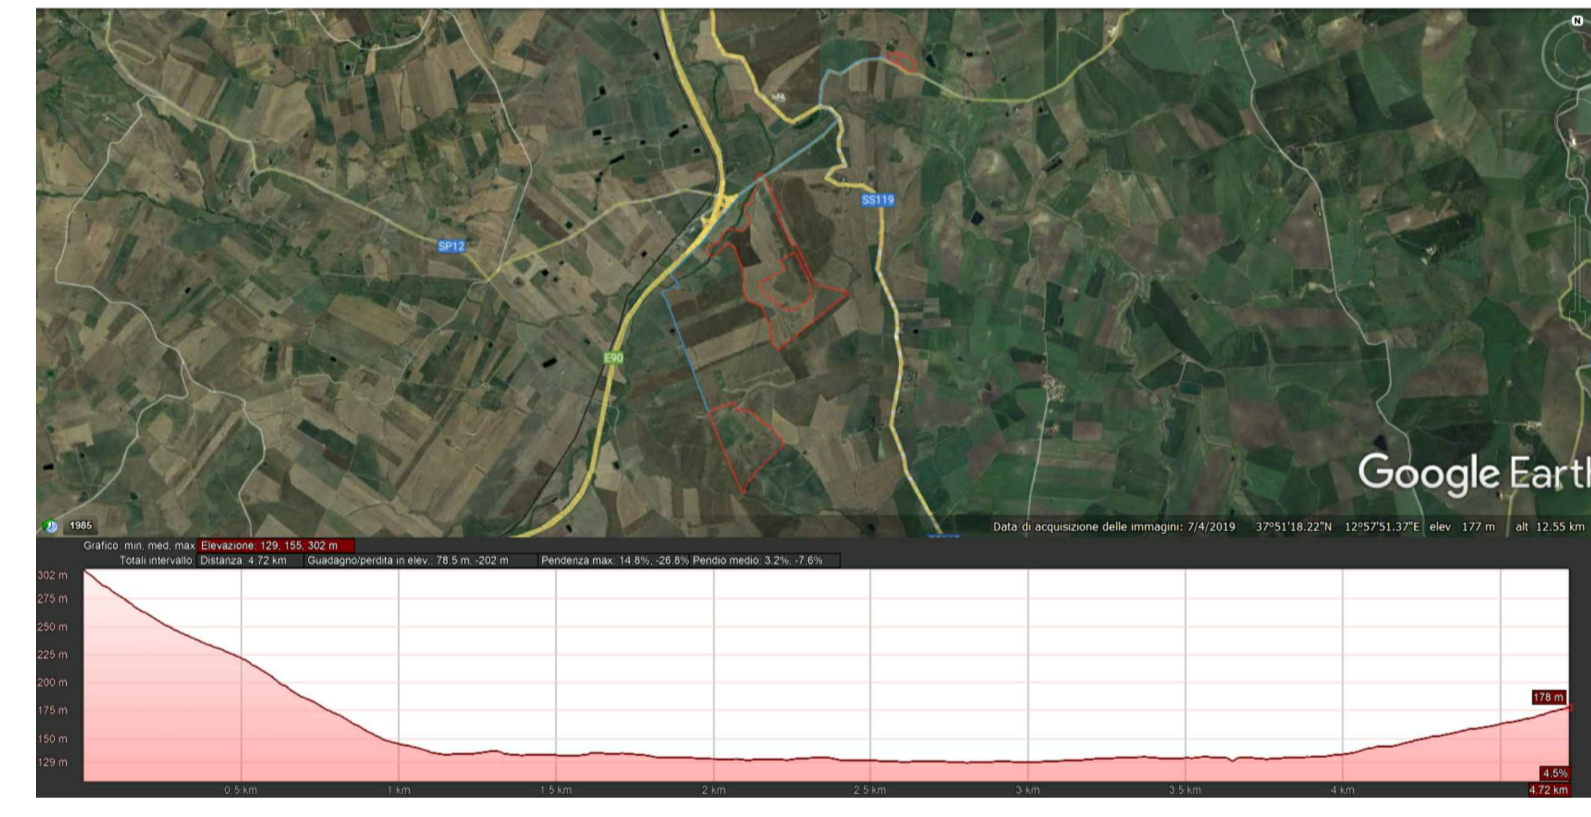 N
SS119
SP12
E90
Google Eart
1985
Data di acquisizione delle immagini: 7/4/2019 37°51'18.22"N 12°57'51.37"E elev 177 m alt 12.55 km
Grafico: min. med. max Elevazione: 129, 155, 302 m
Totali intervallo: Distanza: 4.72 km Guadagno/perdita in elev.: 78.5 m, -202 m Pendenza max: 14.8%, -26.8% Pendio medio: 3.2%, -7.6%
302 m
275 m
250 m
225 m
200 m
178 m
175 m
150 m
129 m
4.5%
0.5 km 1 km 1.5 km 2 km 2.5 km 3 km 3.5 km 4 km 4.72 km